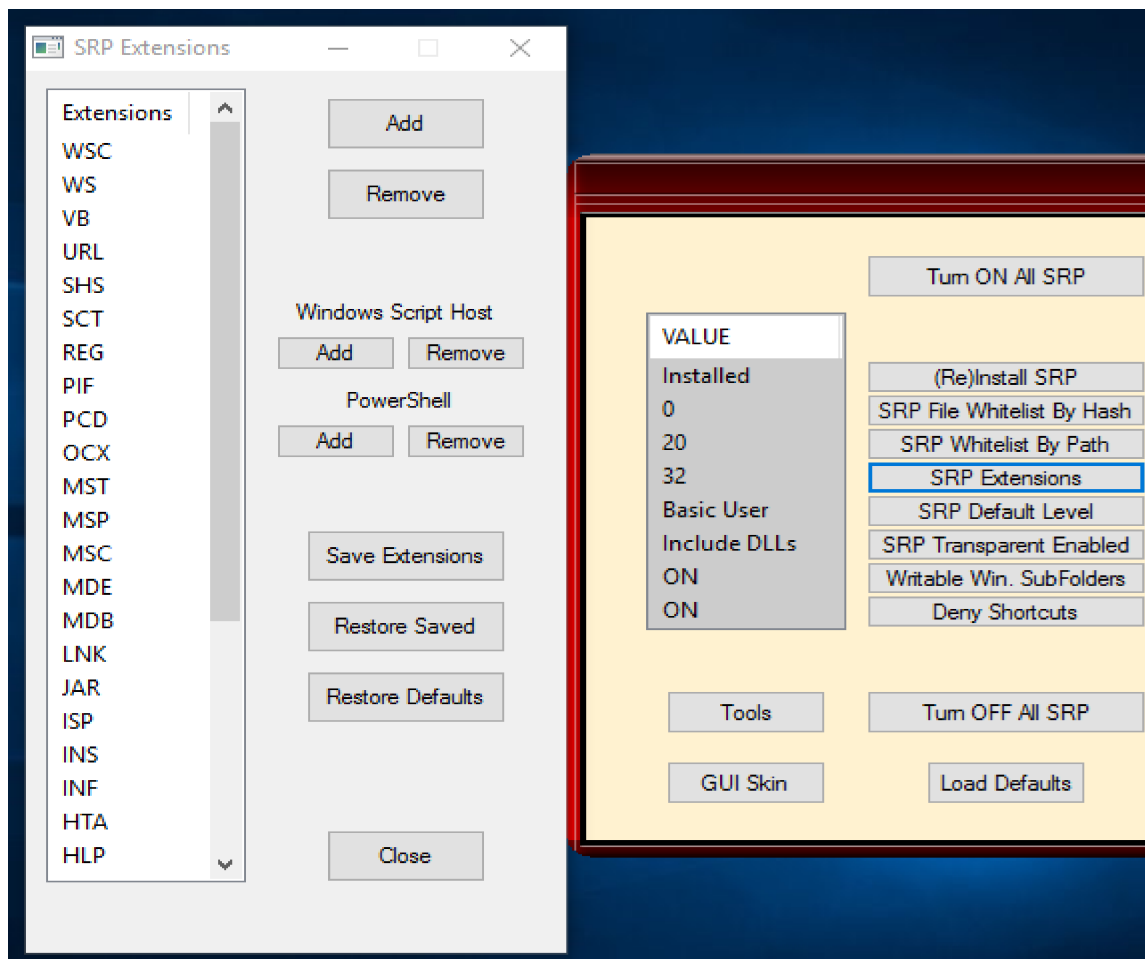 SRP Extensions
Extensions
WSC
WS
VB
URL
SHS
SCT
REG
PIF
PCD
OCX
MST
MSP
MSC
MDE
MDB
LNK
JAR
ISP
INS
INF
HTA
HLP
Add
Remove
Windows Script Host
Add Remove
PowerShell
Add Remove
Save Extensions
Restore Saved
Restore Defaults
Close
Turn ON All SRP
VALUE
Installed (Re)Install SRP
0 SRP File Whitelist By Hash
20 SRP Whitelist By Path
32 SRP Extensions
Basic User SRP Default Level
Include DLLs SRP Transparent Enabled
ON Writable Win. SubFolders
ON Deny Shortcuts
Tools Turn OFF All SRP
GUI Skin Load Defaults